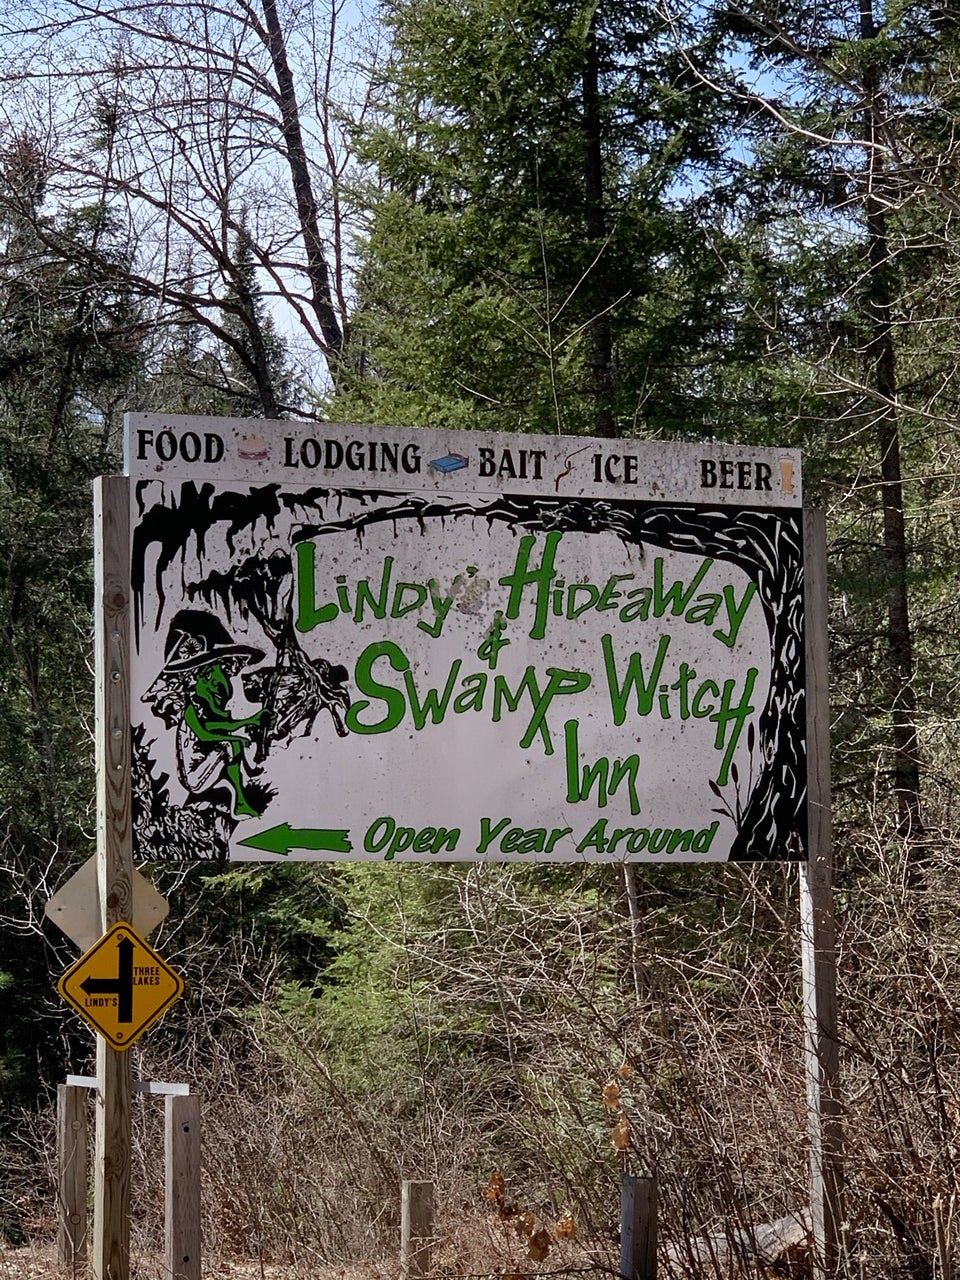 FOOD LODGING BAIT ICE BEER
Lindy's Hideaway
&
Swamp Witch
Inn
Open Year Around
THREE
LAKES
LINDY'S